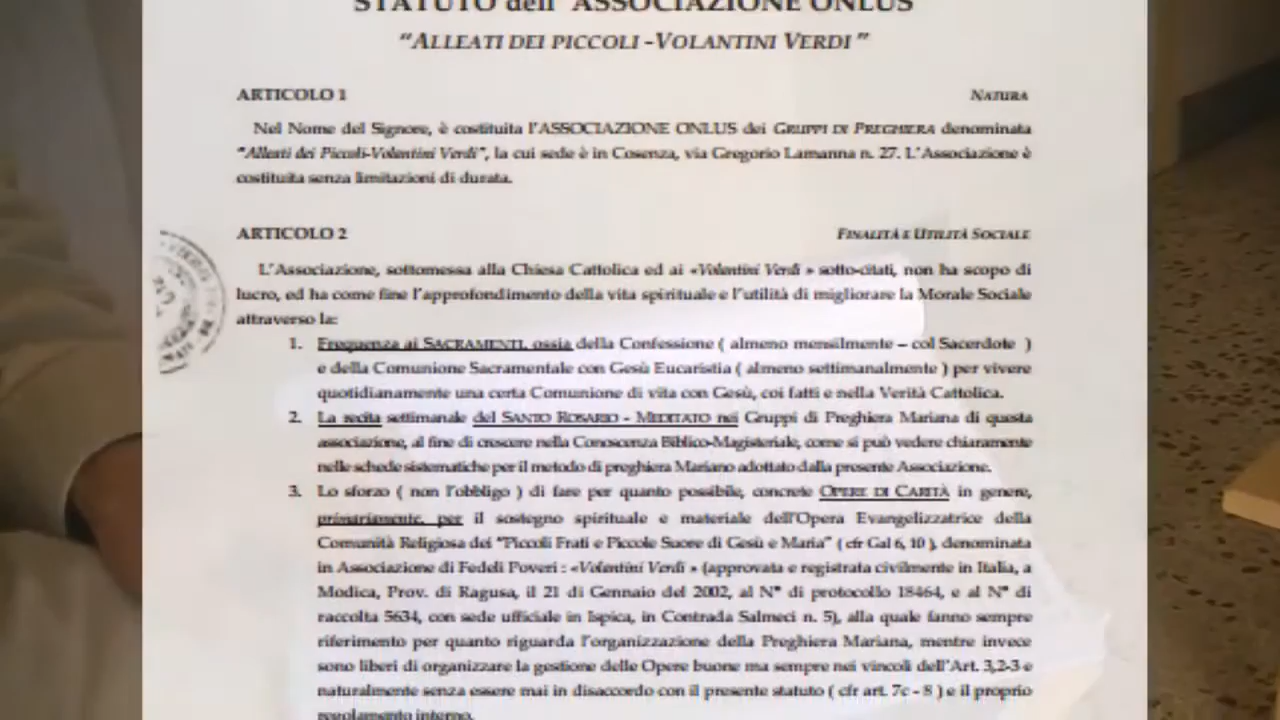 STATUTO dell' ASSOCIAZIONE ONLUS
"ALLEATI DEI PICCOLI -VOLANTINI VERDI "
ARTICOLO 1 NATURA
Nel Nome del Signore, è costituita l'ASSOCIAZIONE ONLUS dei GRUPPI DI PREGHIERA denominata
"Alleati dei Piccoli-Volantini Verdi", la cui sede è in Cosenza, via Gregorio Lamanna n. 27. L'Associazione è
costituita senza limitazioni di durata.
ARTICOLO 2 FINALITÀ E UTILITÀ SOCIALE
L'Associazione, sottomessa alla Chiesa Cattolica ed ai «Volantini Verdi » sotto-citati, non ha scopo di
lucro, ed ha come fine l'approfondimento della vita spirituale e l'utilità di migliorare la Morale Sociale
attraverso la:
1. Frequenza ai SACRAMENTI, ossia della Confessione ( almeno mensilmente – col Sacerdote )
e della Comunione Sacramentale con Gesù Eucaristia ( almeno settimanalmente ) per vivere
quotidianamente una certa Comunione di vita con Gesù, coi fatti e nella Verità Cattolica.
2. La recita settimanale del SANTO ROSARIO - MEDITATO nei Gruppi di Preghiera Mariana di questa
associazione, al fine di crescere nella Conoscenza Biblico-Magisteriale, come si può vedere chiaramente
nelle schede sistematiche per il metodo di preghiera Mariano adottato dalla presente Associazione.
3. Lo sforzo ( non l'obbligo ) di fare per quanto possibile, concrete OPERE DI CARITÀ in genere,
primariamente, per il sostegno spirituale e materiale dell'Opera Evangelizzatrice della
Comunità Religiosa dei "Piccoli Frati e Piccole Suore di Gesù e Maria" ( cfr Gal 6, 10 ), denominata
in Associazione di Fedeli Poveri : «Volantini Verdi » (approvata e registrata civilmente in Italia, a
Modica, Prov. di Ragusa, il 21 di Gennaio del 2002, al N° di protocollo 18464, e al N° di
raccolta 5634, con sede ufficiale in Ispica, in Contrada Salmeci n. 5), alla quale fanno sempre
riferimento per quanto riguarda l'organizzazione della Preghiera Mariana, mentre invece
sono liberi di organizzare la gestione delle Opere buone ma sempre nei vincoli dell'Art. 3,2-3 e
naturalmente senza essere mai in disaccordo con il presente statuto ( cfr art. 7c - 8 ) e il proprio
regolamento interno.